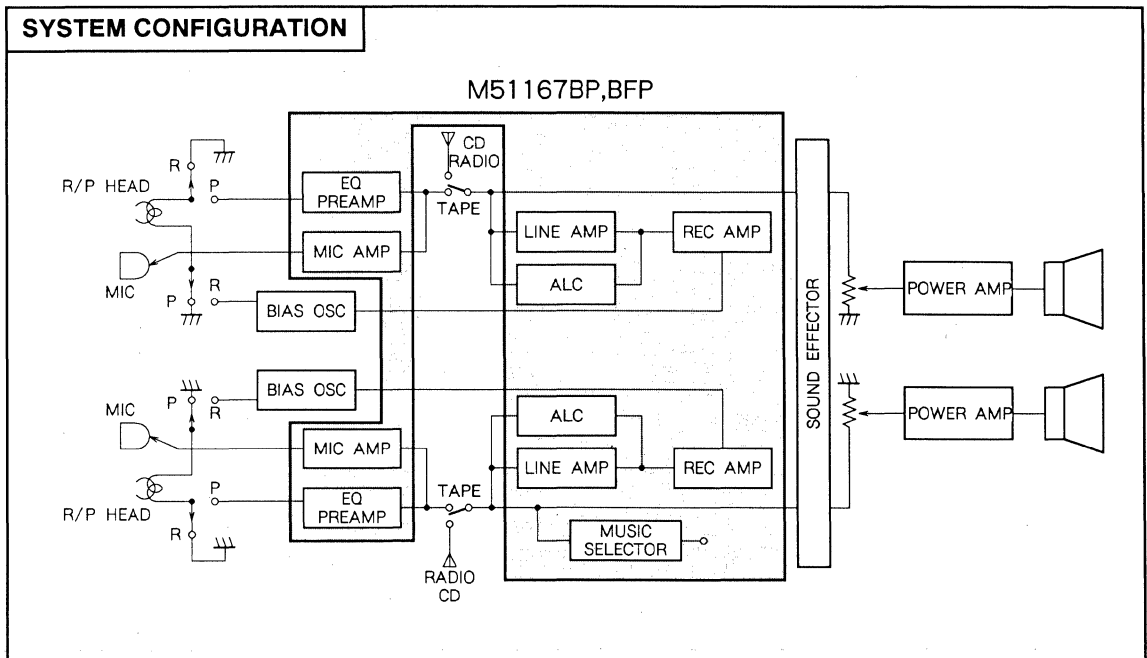 SYSTEM CONFIGURATION
M51167BP,BFP
CD
RADIO
R
P
R/P HEAD
EQ
PREAMP
TAPE
LINE AMP
REC AMP
MIC AMP
MIC
ALC
P
R
BIAS OSC
SOUND EFFECTOR
POWER AMP
BIAS OSC
P
R
MIC
ALC
POWER AMP
MIC AMP
LINE AMP
REC AMP
R/P HEAD
P
EQ
PREAMP
TAPE
R
MUSIC
SELECTOR
RADIO
CD